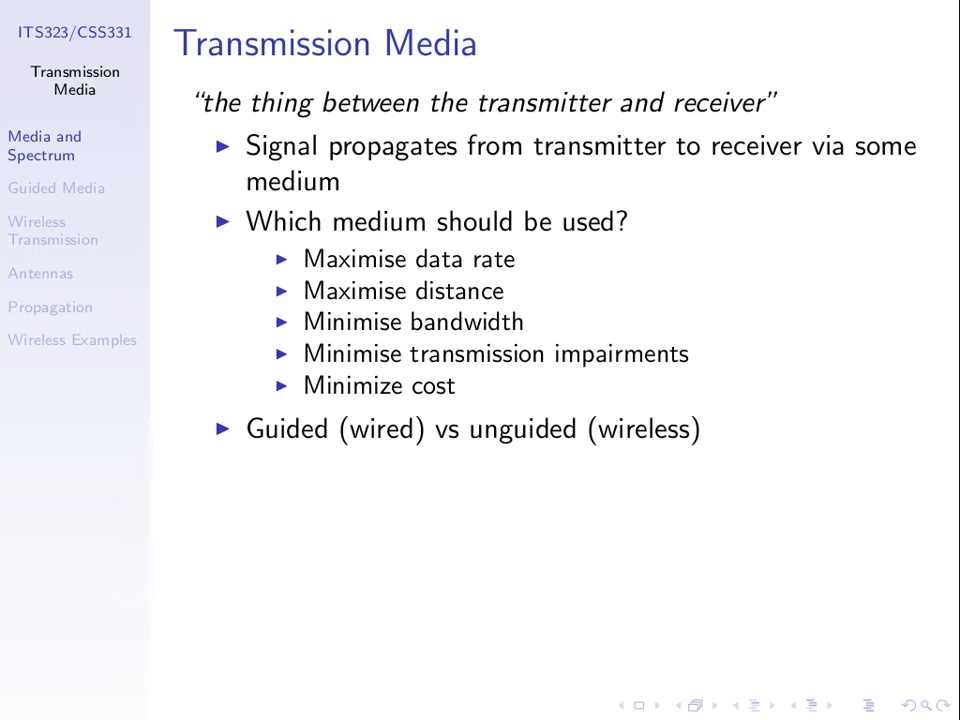 ITS323/CSS331
Transmission
Media
Media and
Spectrum
Guided Media
Wireless
Transmission
Antennas
Propagation
Wireless Examples
Transmission Media
“the thing between the transmitter and receiver”
Signal propagates from transmitter to receiver via some
medium
Which medium should be used?
Maximise data rate
Maximise distance
Minimise bandwidth
Minimise transmission impairments
Minimize cost
Guided (wired) vs unguided (wireless)